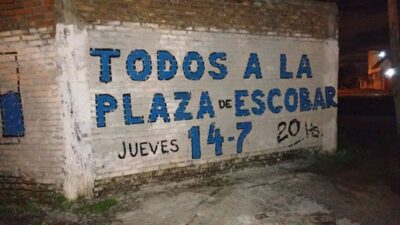 TODOS A LA
PLAZA DE ESCOBAR
JUEVES 14-7 20 Hs.